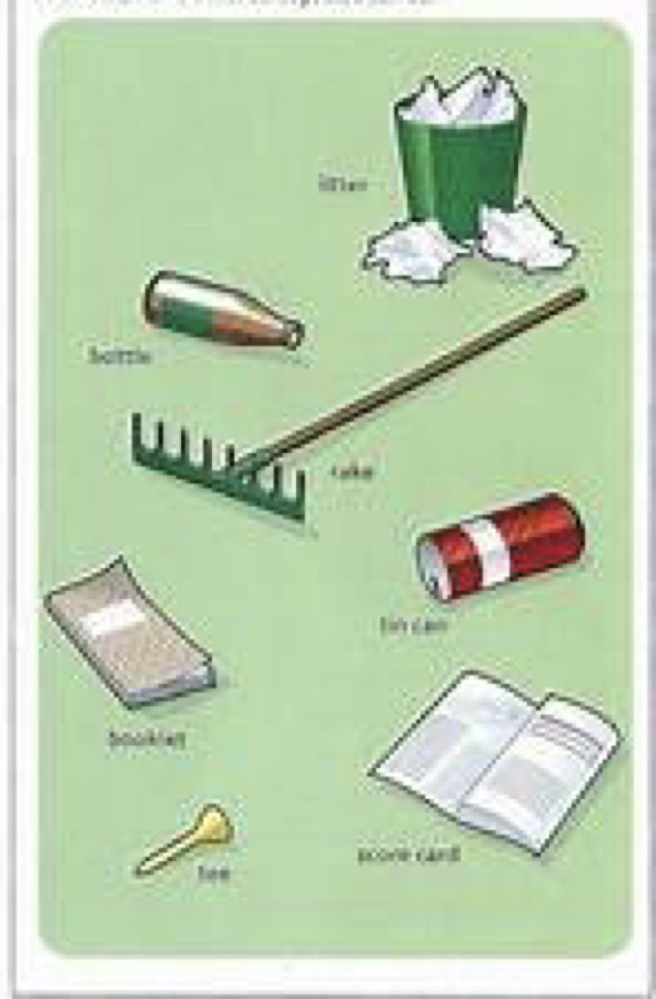 litter
bottle
rake
tin can
booklet
score card
tee